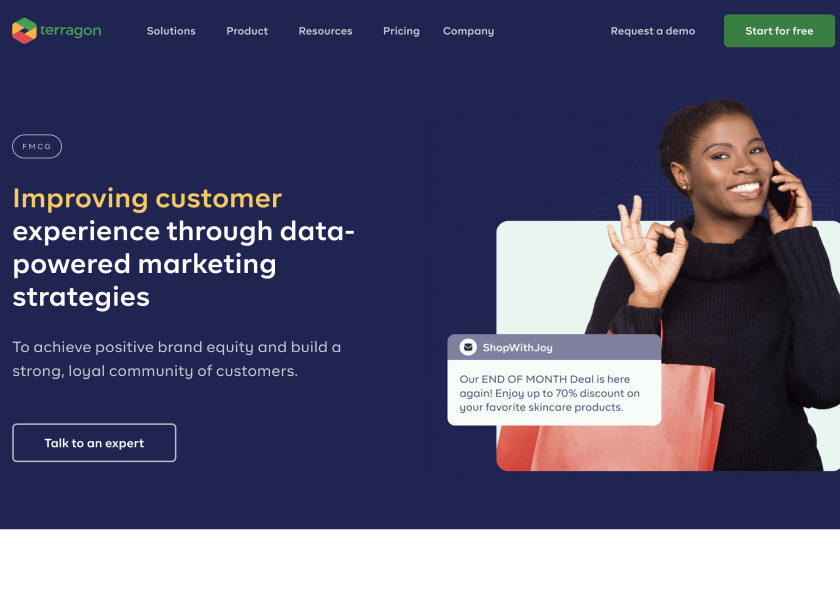 terragon
Solutions
Product
Resources
Pricing
Company
Request a demo
Start for free
FMCG
Improving customer
experience through data-
powered marketing
strategies
To achieve positive brand equity and build a
strong, loyal community of customers.
Talk to an expert
ShopWithJoy
Our END OF MONTH Deal is here
again! Enjoy up to 70% discount on
your favorite skincare products.